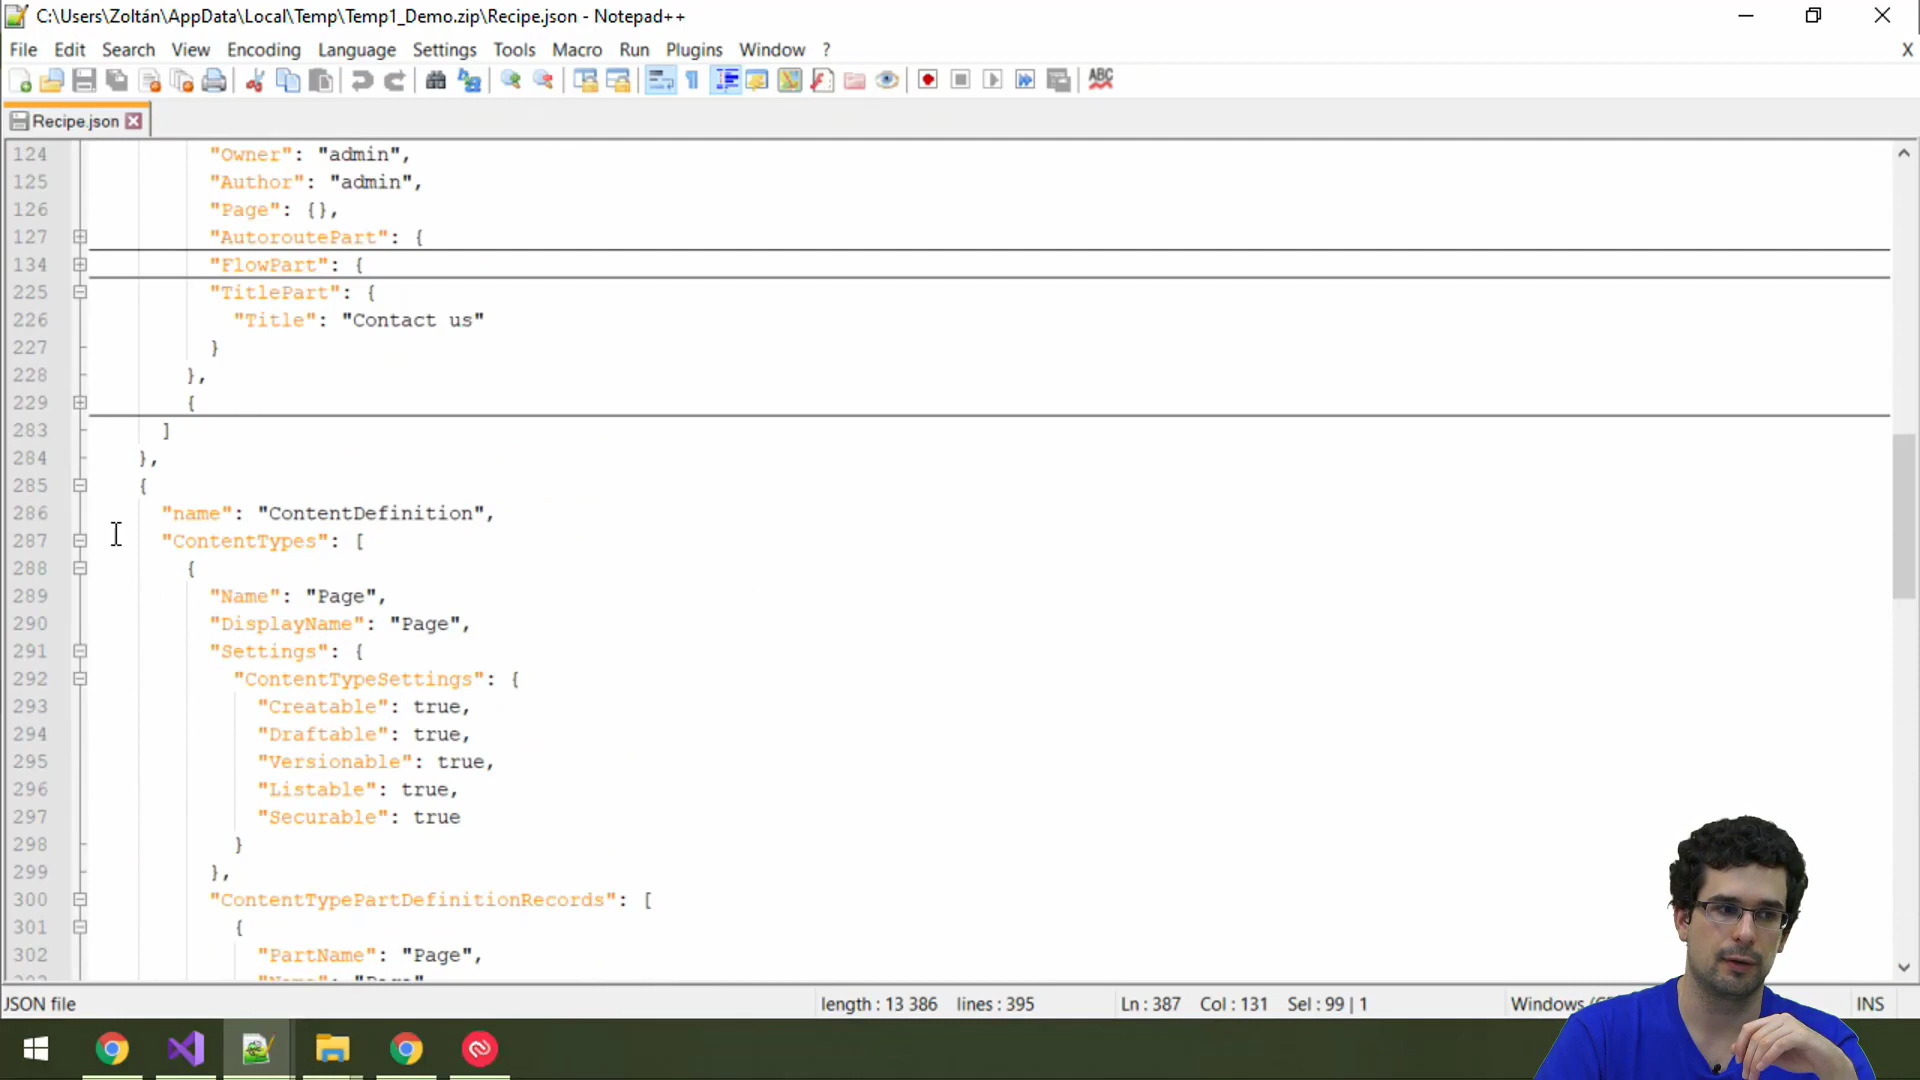 C:\Users\Zoltán\AppData\Local\Temp\Temp1_Demo.zip\Recipe.json - Notepad++
File Edit Search View Encoding Language Settings Tools Macro Run Plugins Window ? X
ABC
Recipe.json
124 "Owner": "admin",
125 "Author": "admin",
126 "Page": {},
127 "AutoroutePart": {
134 "FlowPart": {
225 "TitlePart": {
226 "Title": "Contact us"
227 }
228 },
229 {
283 ]
284 },
285 {
286 "name": "ContentDefinition",
287 "ContentTypes": [
288 {
289 "Name": "Page",
290 "DisplayName": "Page",
291 "Settings": {
292 "ContentTypeSettings": {
293 "Creatable": true,
294 "Draftable": true,
295 "Versionable": true,
296 "Listable": true,
297 "Securable": true
298 }
299 },
300 "ContentTypePartDefinitionRecords": [
301 {
302 "PartName": "Page",
JSON file length : 13 386 lines : 395 Ln : 387 Col : 131 Sel : 99 | 1 Windows INS